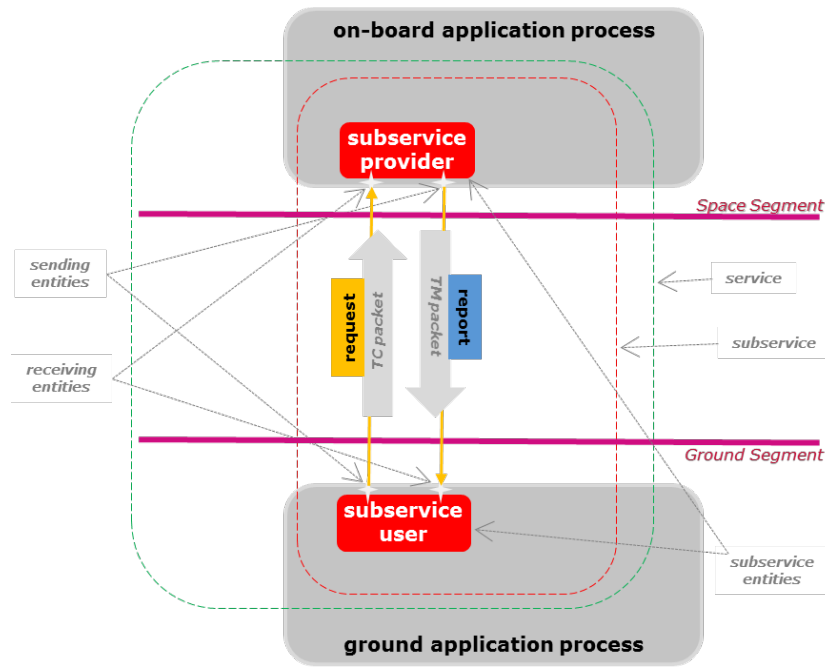 on-board application process
subservice
provider
Space Segment
sending
entities
service
request
TC packet
TM packet
report
subservice
receiving
entities
Ground Segment
subservice
user
subservice
entities
ground application process